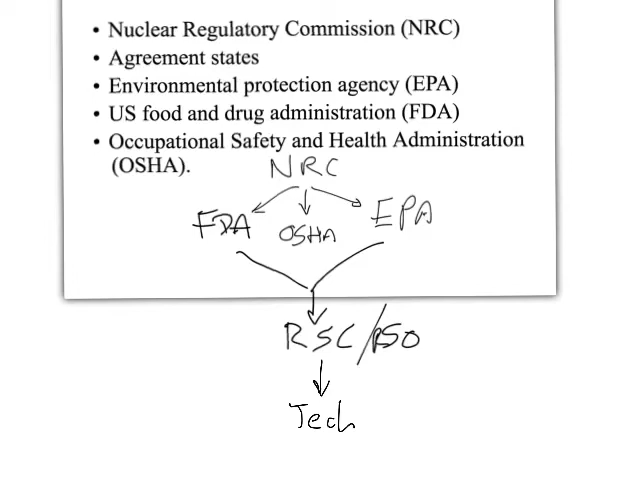 • Nuclear Regulatory Commission (NRC)
• Agreement states
• Environmental protection agency (EPA)
• US food and drug administration (FDA)
• Occupational Safety and Health Administration
(OSHA).
NRC
FDA OSHA EPA
RSC/RSO
Tech